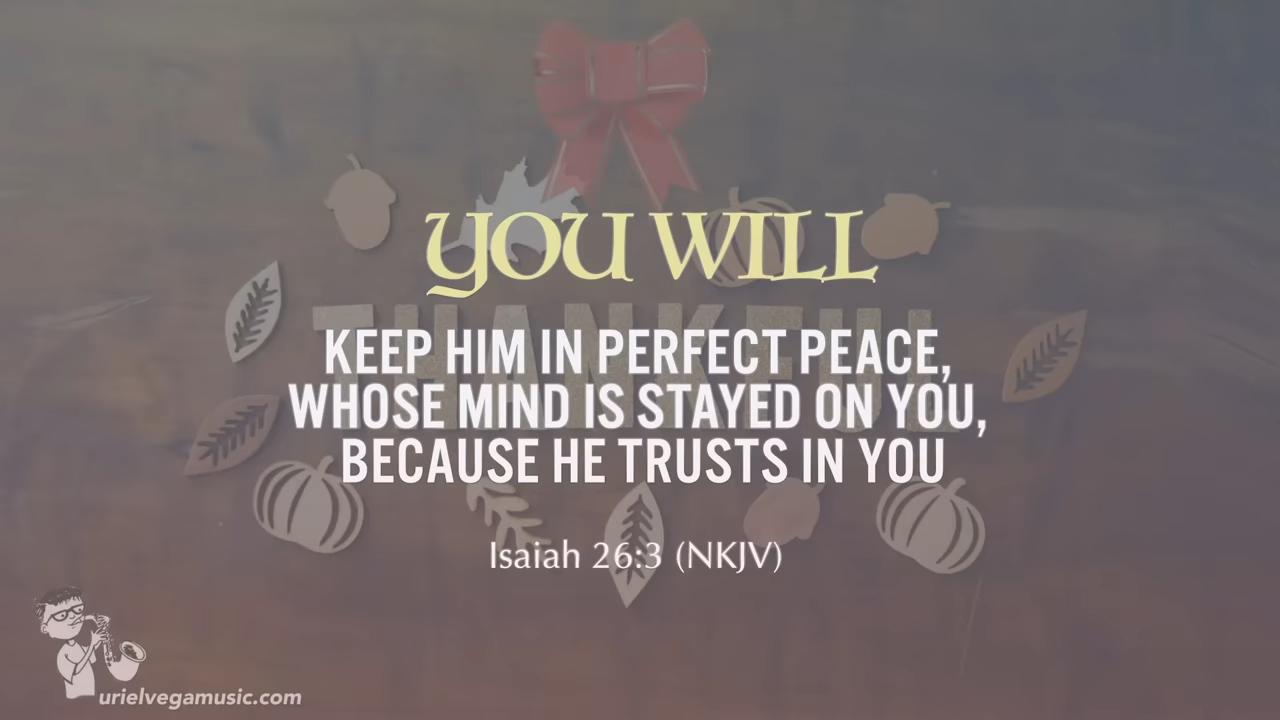 YOU WILL
THANKFUL
KEEP HIM IN PERFECT PEACE,
WHOSE MIND IS STAYED ON YOU,
BECAUSE HE TRUSTS IN YOU
Isaiah 26:3 (NKJV)
urielvegamusic.com